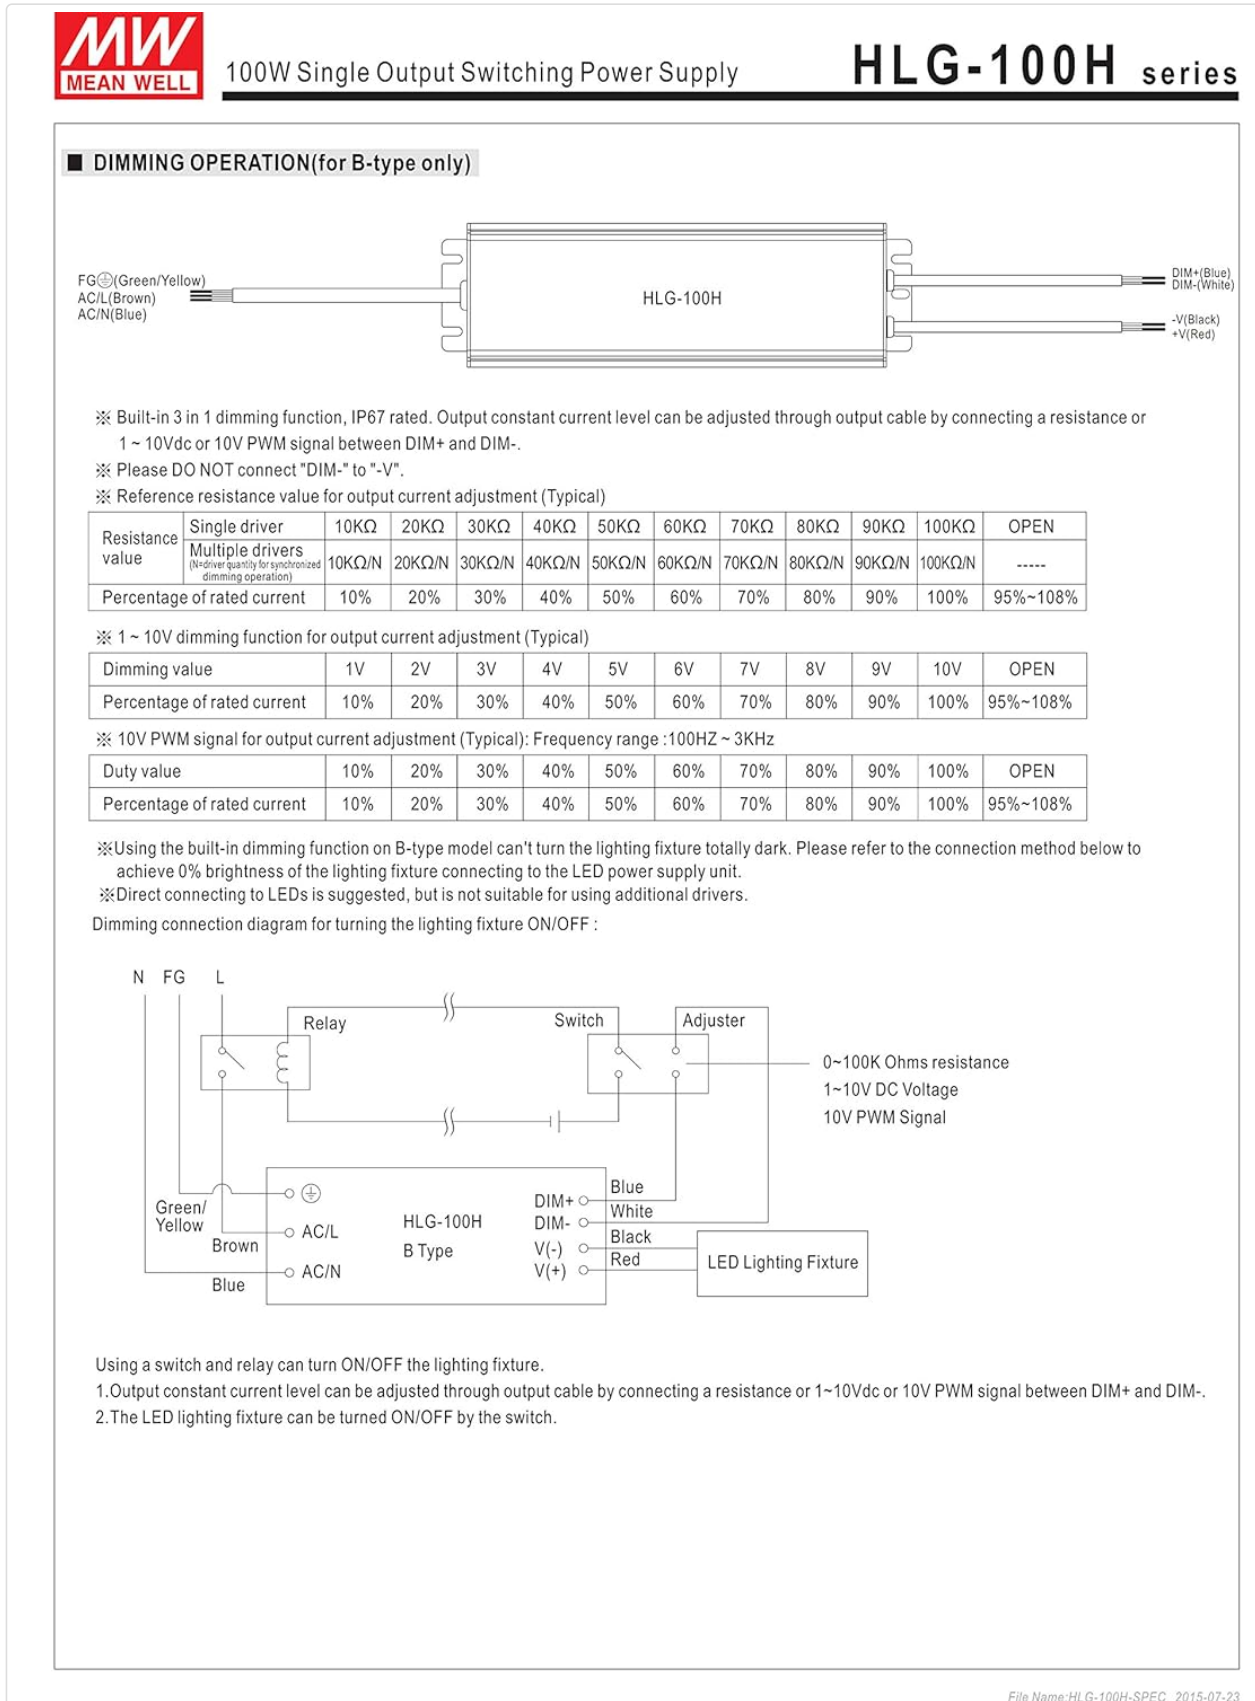 MW
MEAN WELL
100W Single Output Switching Power Supply
HLG-100H series
■ DIMMING OPERATION(for B-type only)
FG⏚(Green/Yellow)
AC/L(Brown)
AC/N(Blue)
HLG-100H
DIM+(Blue)
DIM-(White)
-V(Black)
+V(Red)
※ Built-in 3 in 1 dimming function, IP67 rated. Output constant current level can be adjusted through output cable by connecting a resistance or
1 ~ 10Vdc or 10V PWM signal between DIM+ and DIM-.
※ Please DO NOT connect "DIM-" to "-V".
※ Reference resistance value for output current adjustment (Typical)
Resistance value
Single driver 10KΩ 20KΩ 30KΩ 40KΩ 50KΩ 60KΩ 70KΩ 80KΩ 90KΩ 100KΩ OPEN
Multiple drivers
(N=driver quantity for synchronized
dimming operation)
10KΩ/N 20KΩ/N 30KΩ/N 40KΩ/N 50KΩ/N 60KΩ/N 70KΩ/N 80KΩ/N 90KΩ/N 100KΩ/N -----
Percentage of rated current 10% 20% 30% 40% 50% 60% 70% 80% 90% 100% 95%~108%
※ 1 ~ 10V dimming function for output current adjustment (Typical)
Dimming value 1V 2V 3V 4V 5V 6V 7V 8V 9V 10V OPEN
Percentage of rated current 10% 20% 30% 40% 50% 60% 70% 80% 90% 100% 95%~108%
※ 10V PWM signal for output current adjustment (Typical): Frequency range :100HZ ~ 3KHz
Duty value 10% 20% 30% 40% 50% 60% 70% 80% 90% 100% OPEN
Percentage of rated current 10% 20% 30% 40% 50% 60% 70% 80% 90% 100% 95%~108%
※Using the built-in dimming function on B-type model can't turn the lighting fixture totally dark. Please refer to the connection method below to
achieve 0% brightness of the lighting fixture connecting to the LED power supply unit.
※Direct connecting to LEDs is suggested, but is not suitable for using additional drivers.
Dimming connection diagram for turning the lighting fixture ON/OFF :
N FG L
Relay
Switch
Adjuster
0~100K Ohms resistance
1~10V DC Voltage
10V PWM Signal
Green/
Yellow
Brown
Blue
AC/L
AC/N
HLG-100H
B Type
DIM+
DIM-
V(-)
V(+)
Blue
White
Black
Red
LED Lighting Fixture
Using a switch and relay can turn ON/OFF the lighting fixture.
1.Output constant current level can be adjusted through output cable by connecting a resistance or 1~10Vdc or 10V PWM signal between DIM+ and DIM-.
2.The LED lighting fixture can be turned ON/OFF by the switch.
File Name:HLG-100H-SPEC 2015-07-23